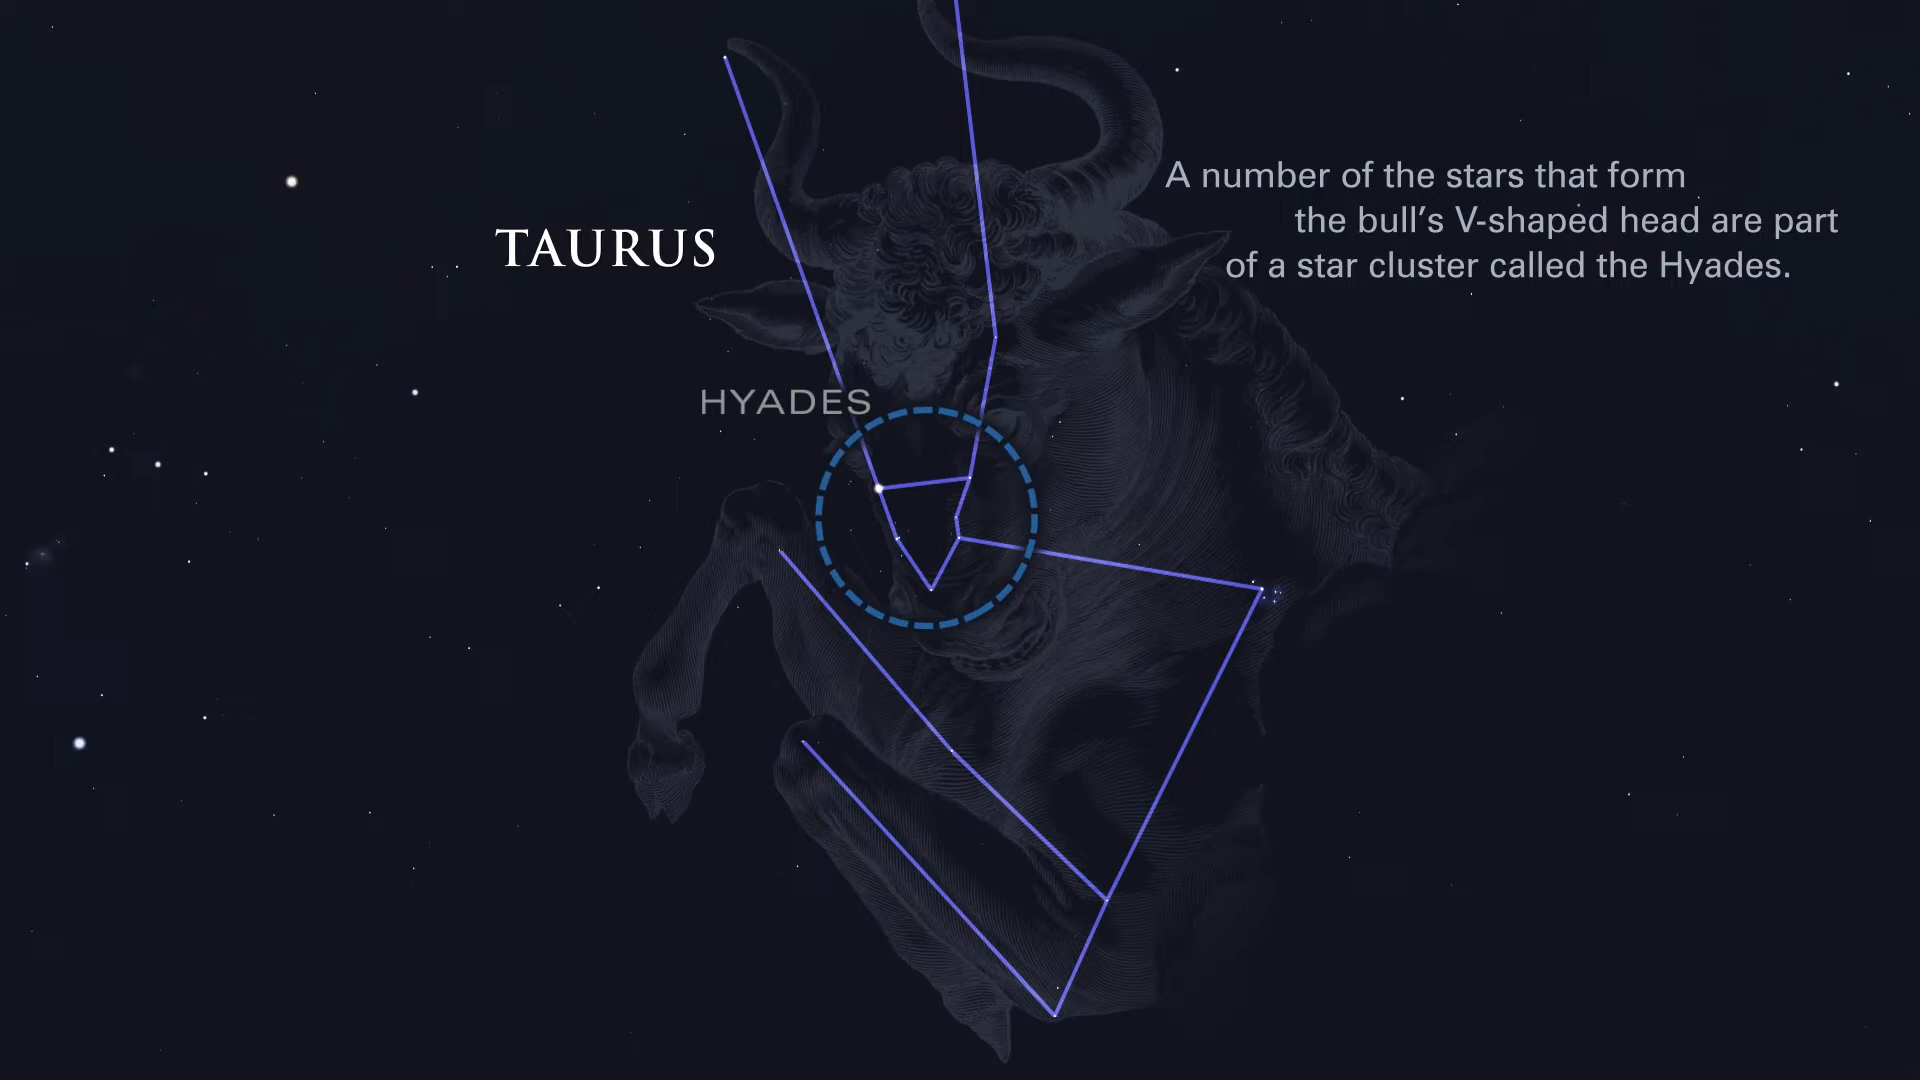 TAURUS
A number of the stars that form
the bull’s V-shaped head are part
of a star cluster called the Hyades.
HYADES